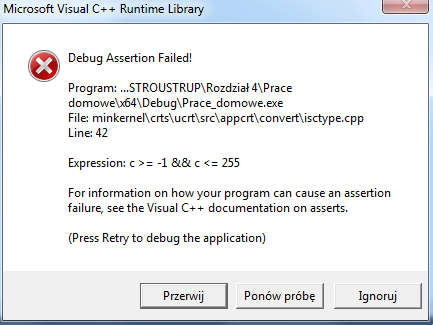 Microsoft Visual C++ Runtime Library
Debug Assertion Failed!
Program: ...STROUSTRUP\Rozdział 4\Prace
domowe\x64\Debug\Prace_domowe.exe
File: minkernel\crts\ucrt\src\appcrt\convert\isctype.cpp
Line: 42
Expression: c >= -1 && c <= 255
For information on how your program can cause an assertion
failure, see the Visual C++ documentation on asserts.
(Press Retry to debug the application)
Przerwij
Ponów próbę
Ignoruj